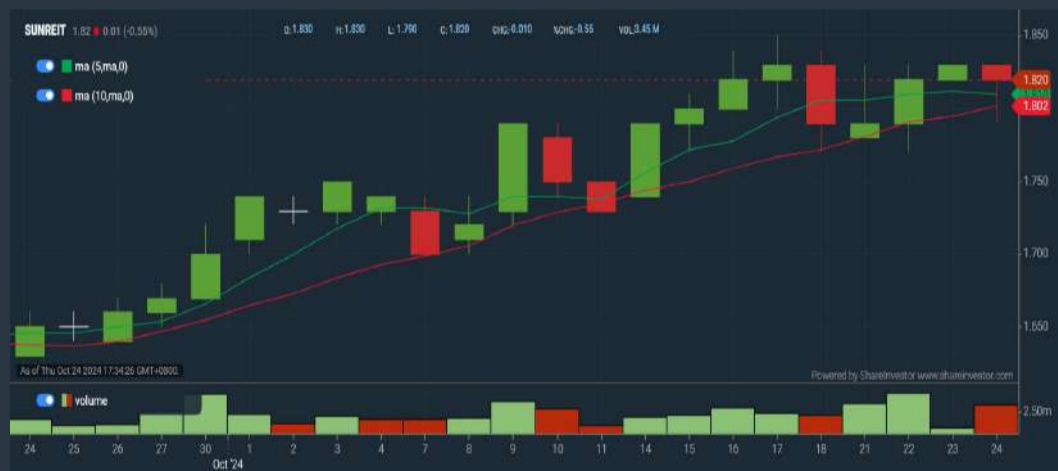 SUNREIT 1.82 0.01 (-0.55%) O:1.830 H:1.830 L: 1.790 C:1.820 CHG:-0.010 %CHG:-0.55 VOL:3.45 M
ma (5,ma,0)
ma (10,ma,0)
1.850
1.820
1.802
1.750
1.700
1.650
As of Thu Oct 24 2024 17:34:26 GMT+0800.
Powered by ShareInvestor www.shareinvestor.com
volume
2.50m
24 25 26 27 30 1 2 3 4 7 8 9 10 11 14 15 16 17 18 21 22 23 24
Oct '24